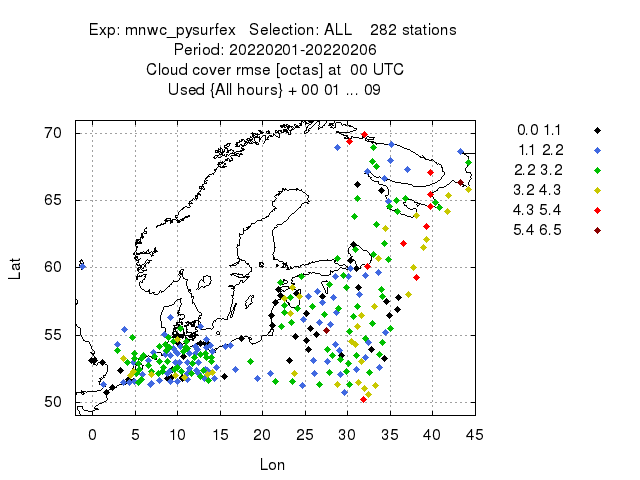 Exp: mnwc_pysurfex   Selection: ALL    282 stations
Period: 20220201-20220206
Cloud cover rmse [octas] at  00 UTC
Used {All hours} + 00 01 ... 09
70
65
60
55
50
Lat
0 5 10 15 20 25 30 35 40 45
Lon
0.0 1.1
1.1 2.2
2.2 3.2
3.2 4.3
4.3 5.4
5.4 6.5